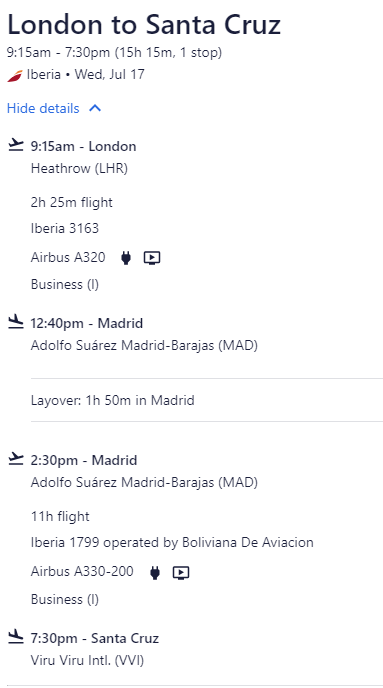 London to Santa Cruz
9:15am - 7:30pm (15h 15m, 1 stop)
Iberia • Wed, Jul 17
Hide details
9:15am - London
Heathrow (LHR)
2h 25m flight
Iberia 3163
Airbus A320
Business (I)
12:40pm - Madrid
Adolfo Suárez Madrid-Barajas (MAD)
Layover: 1h 50m in Madrid
2:30pm - Madrid
Adolfo Suárez Madrid-Barajas (MAD)
11h flight
Iberia 1799 operated by Boliviana De Aviacion
Airbus A330-200
Business (I)
7:30pm - Santa Cruz
Viru Viru Intl. (VVI)